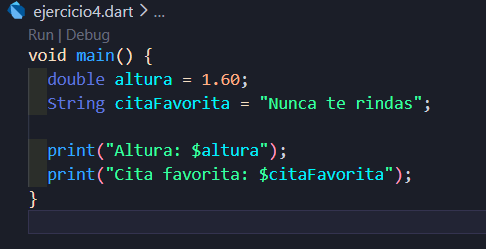 ejercicio4.dart > ...
Run | Debug
void main() {
  double altura = 1.60;
  String citaFavorita = "Nunca te rindas";

  print("Altura: $altura");
  print("Cita favorita: $citaFavorita");
}